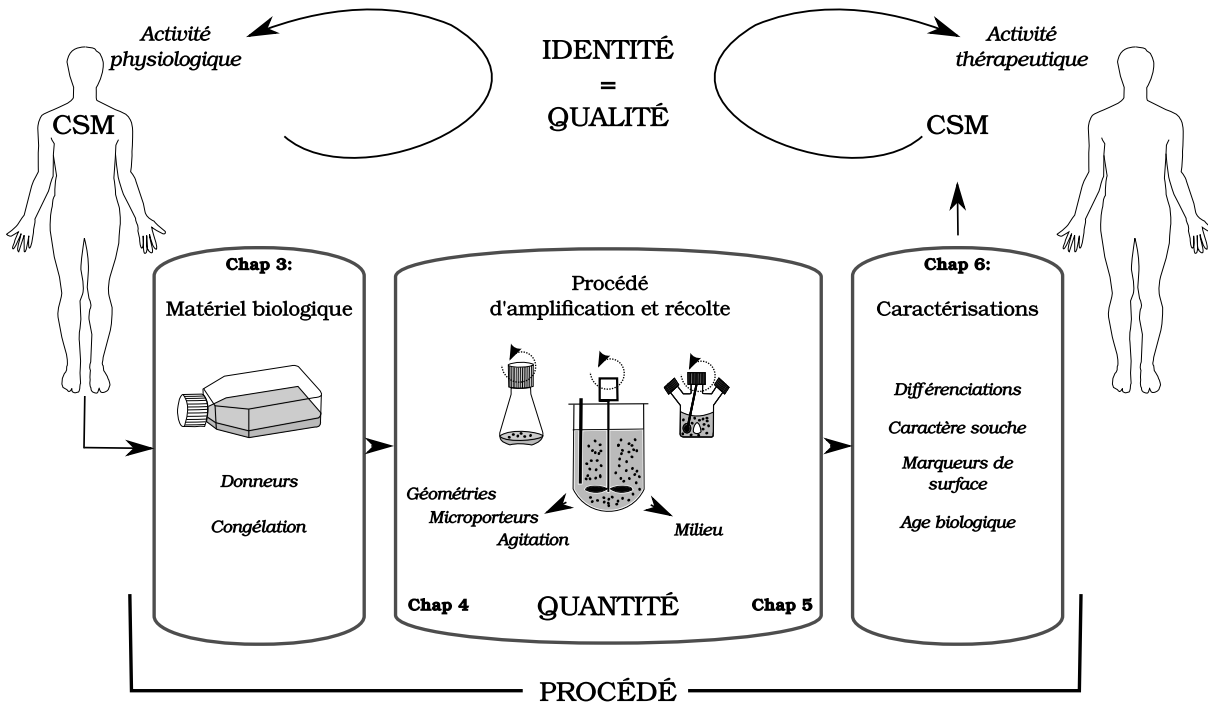 Activité
physiologique
CSM
IDENTITÉ
=
QUALITÉ
Activité
thérapeutique
CSM
Chap 3:
Matériel biologique
Donneurs
Congélation
Procédé
d'amplification et récolte
Géométries
Microporteurs
Agitation
Milieu
Chap 4
QUANTITÉ
Chap 5
Chap 6:
Caractérisations
Différenciations
Caractère souche
Marqueurs de
surface
Age biologique
PROCÉDÉ